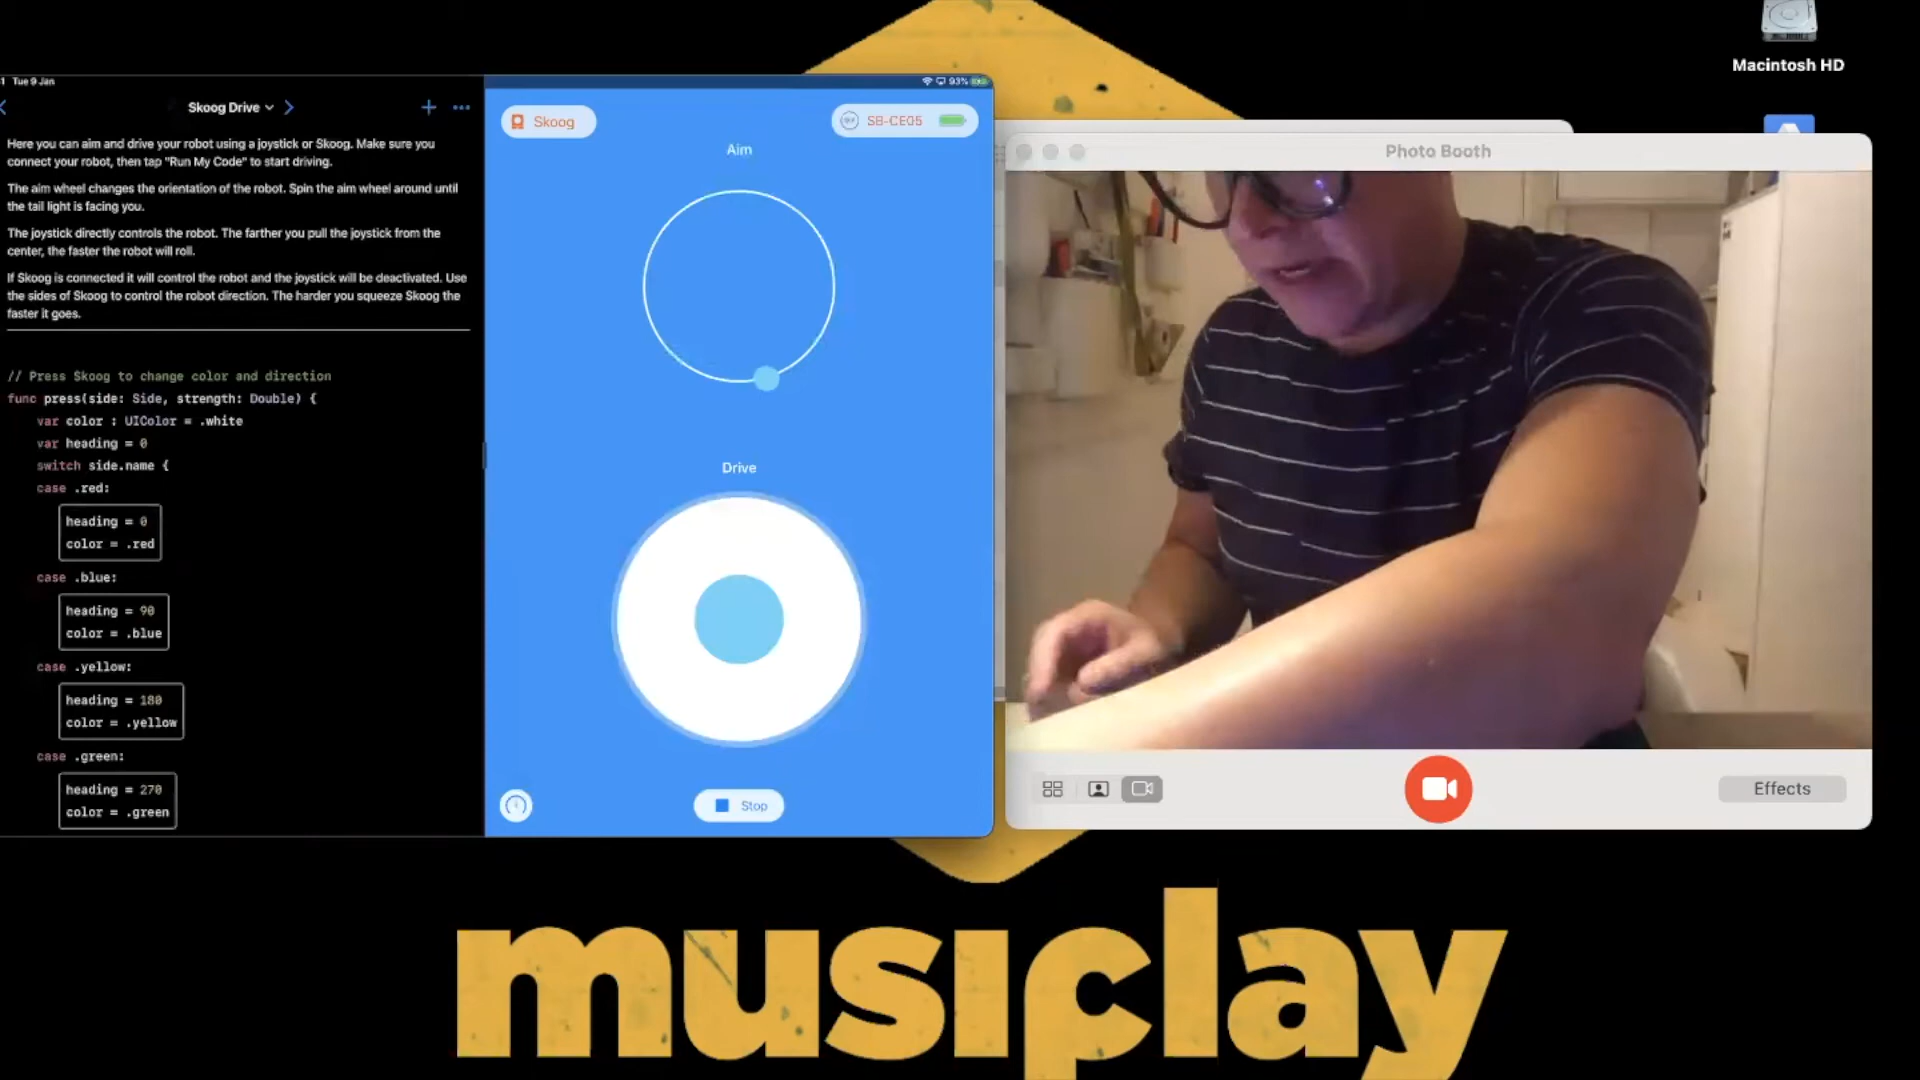 Macintosh HD
1 Tue 9 Jan
93%
Skoog Drive
Here you can aim and drive your robot using a joystick or Skoog. Make sure you
connect your robot, then tap "Run My Code" to start driving.
The aim wheel changes the orientation of the robot. Spin the aim wheel around until
the tail light is facing you.
The joystick directly controls the robot. The farther you pull the joystick from the
center, the faster the robot will roll.
If Skoog is connected it will control the robot and the joystick will be deactivated. Use
the sides of Skoog to control the robot direction. The harder you squeeze Skoog the
faster it goes.
// Press Skoog to change color and direction
func press(side: Side, strength: Double) {
var color : UIColor = .white
var heading = 0
switch side.name {
case .red:
heading = 0
color = .red
case .blue:
heading = 90
color = .blue
case .yellow:
heading = 180
color = .yellow
case .green:
heading = 270
color = .green
Skoog
SB-CE05
Aim
Drive
Stop
Photo Booth
Effects
musiclay